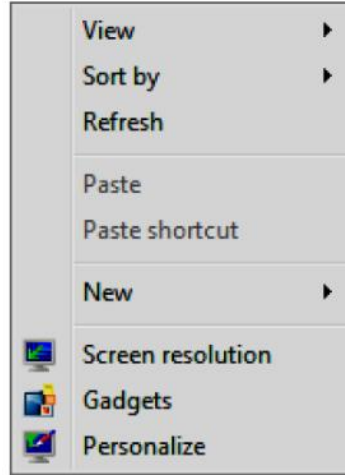 View
Sort by
Refresh
Paste
Paste shortcut
New
Screen resolution
Gadgets
Personalize